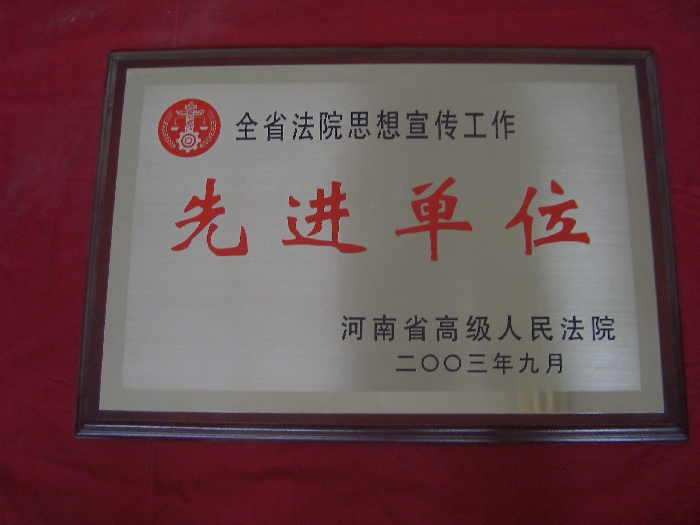 全省法院思想宣传工作
先进单位
河南省高级人民法院
二〇〇三年九月